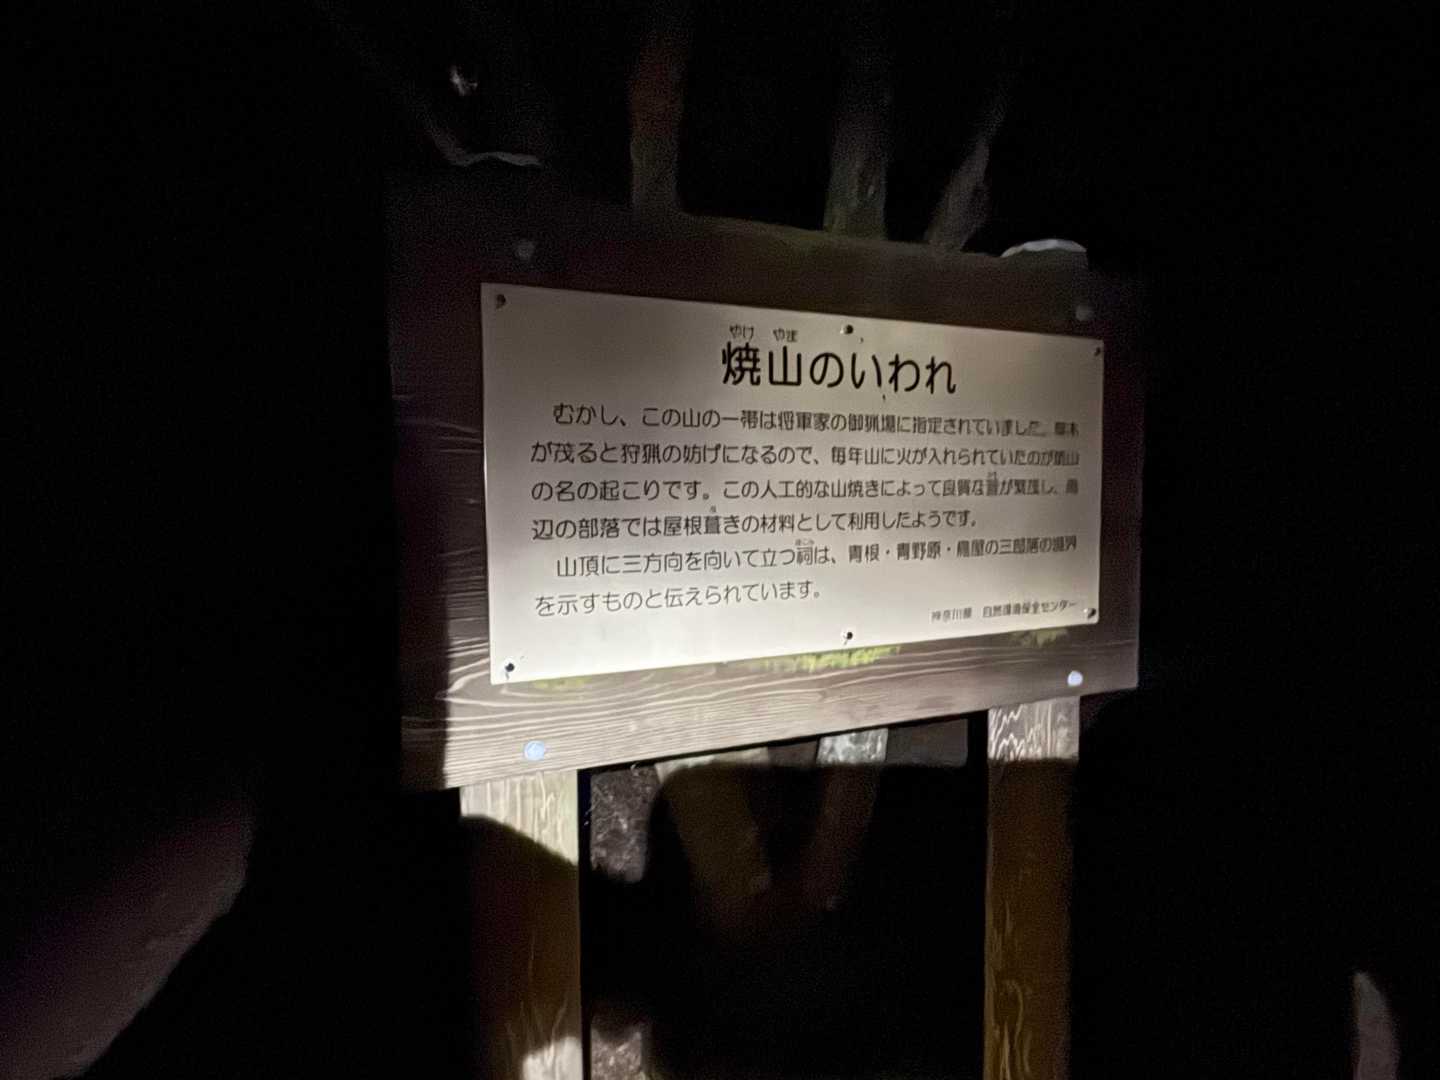 やけ やま
焼山のいわれ
むかし、この山の一帯は将軍家の御猟場に指定されていました。草木
が茂ると狩猟の妨げになるので、毎年山に火が入れられていたのが焼山
の名の起こりです。この人工的な山焼きによって良質な萱が繁茂し、周
辺の部落では屋根葺きの材料として利用したようです。
山頂に三方向を向いて立つ祠は、青根・青野原・鳥屋の三部落の境界
を示すものと伝えられています。
神奈川県 自然環境保全センター